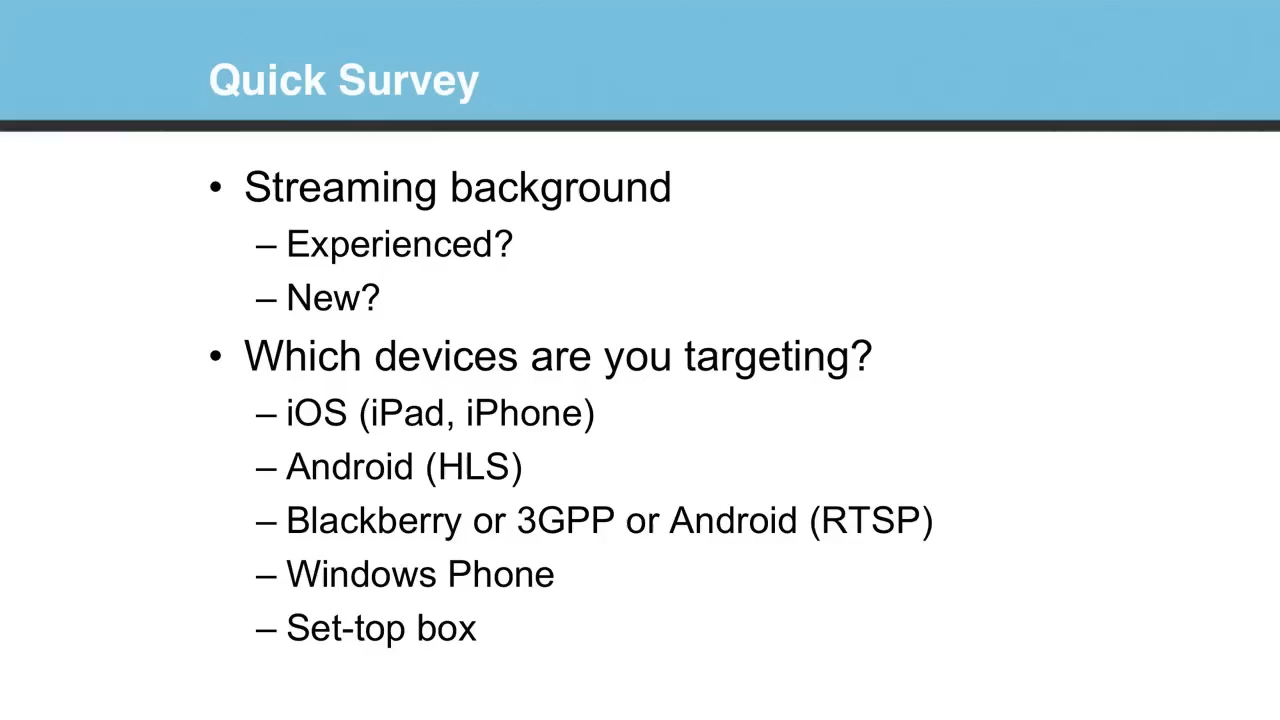 Quick Survey
• Streaming background
– Experienced?
– New?
• Which devices are you targeting?
– iOS (iPad, iPhone)
– Android (HLS)
– Blackberry or 3GPP or Android (RTSP)
– Windows Phone
– Set-top box